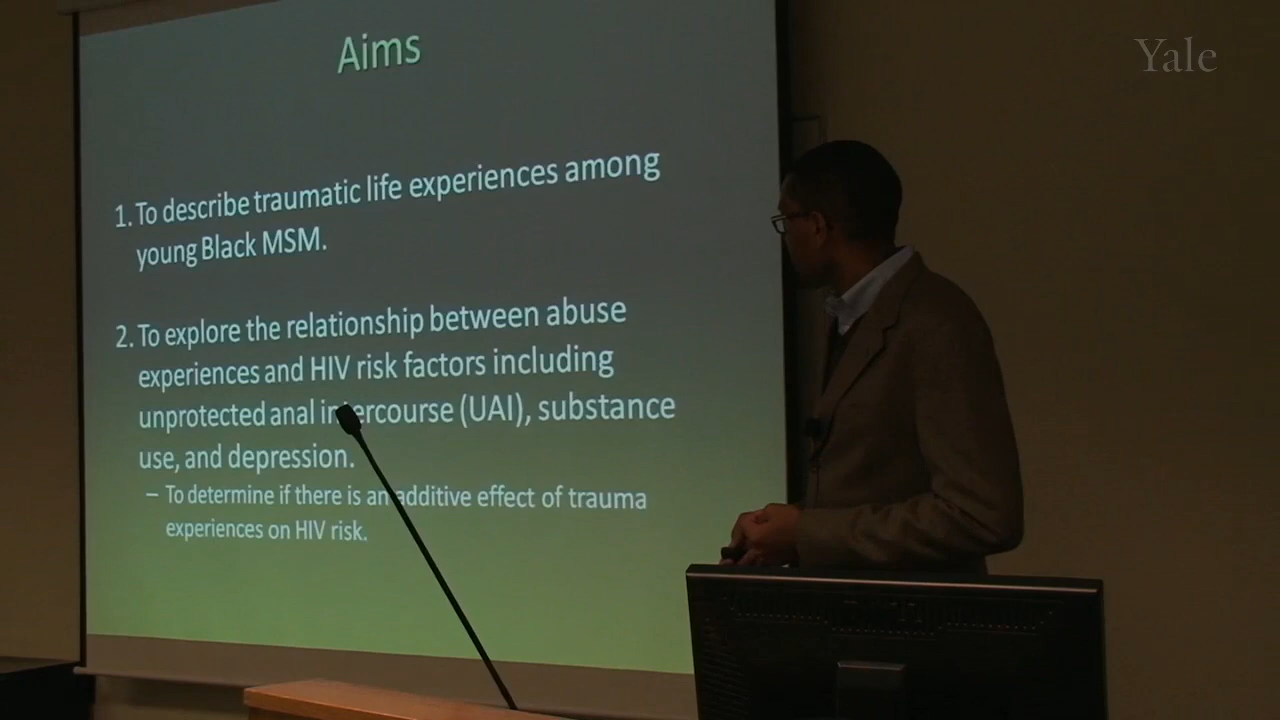 Yale
Aims
1. To describe traumatic life experiences among
young Black MSM.
2. To explore the relationship between abuse
experiences and HIV risk factors including
unprotected anal intercourse (UAI), substance
use, and depression.
– To determine if there is an additive effect of trauma
experiences on HIV risk.